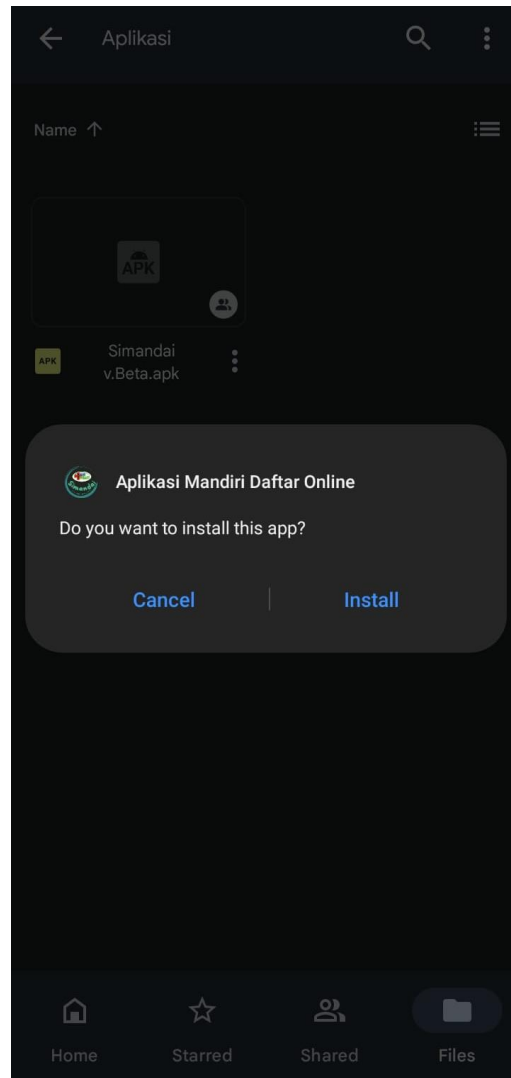 Aplikasi
Name
APK
APK
Simandai
v.Beta.apk
Simandai
Aplikasi Mandiri Daftar Online
Do you want to install this app?
Cancel
Install
Home
Starred
Shared
Files